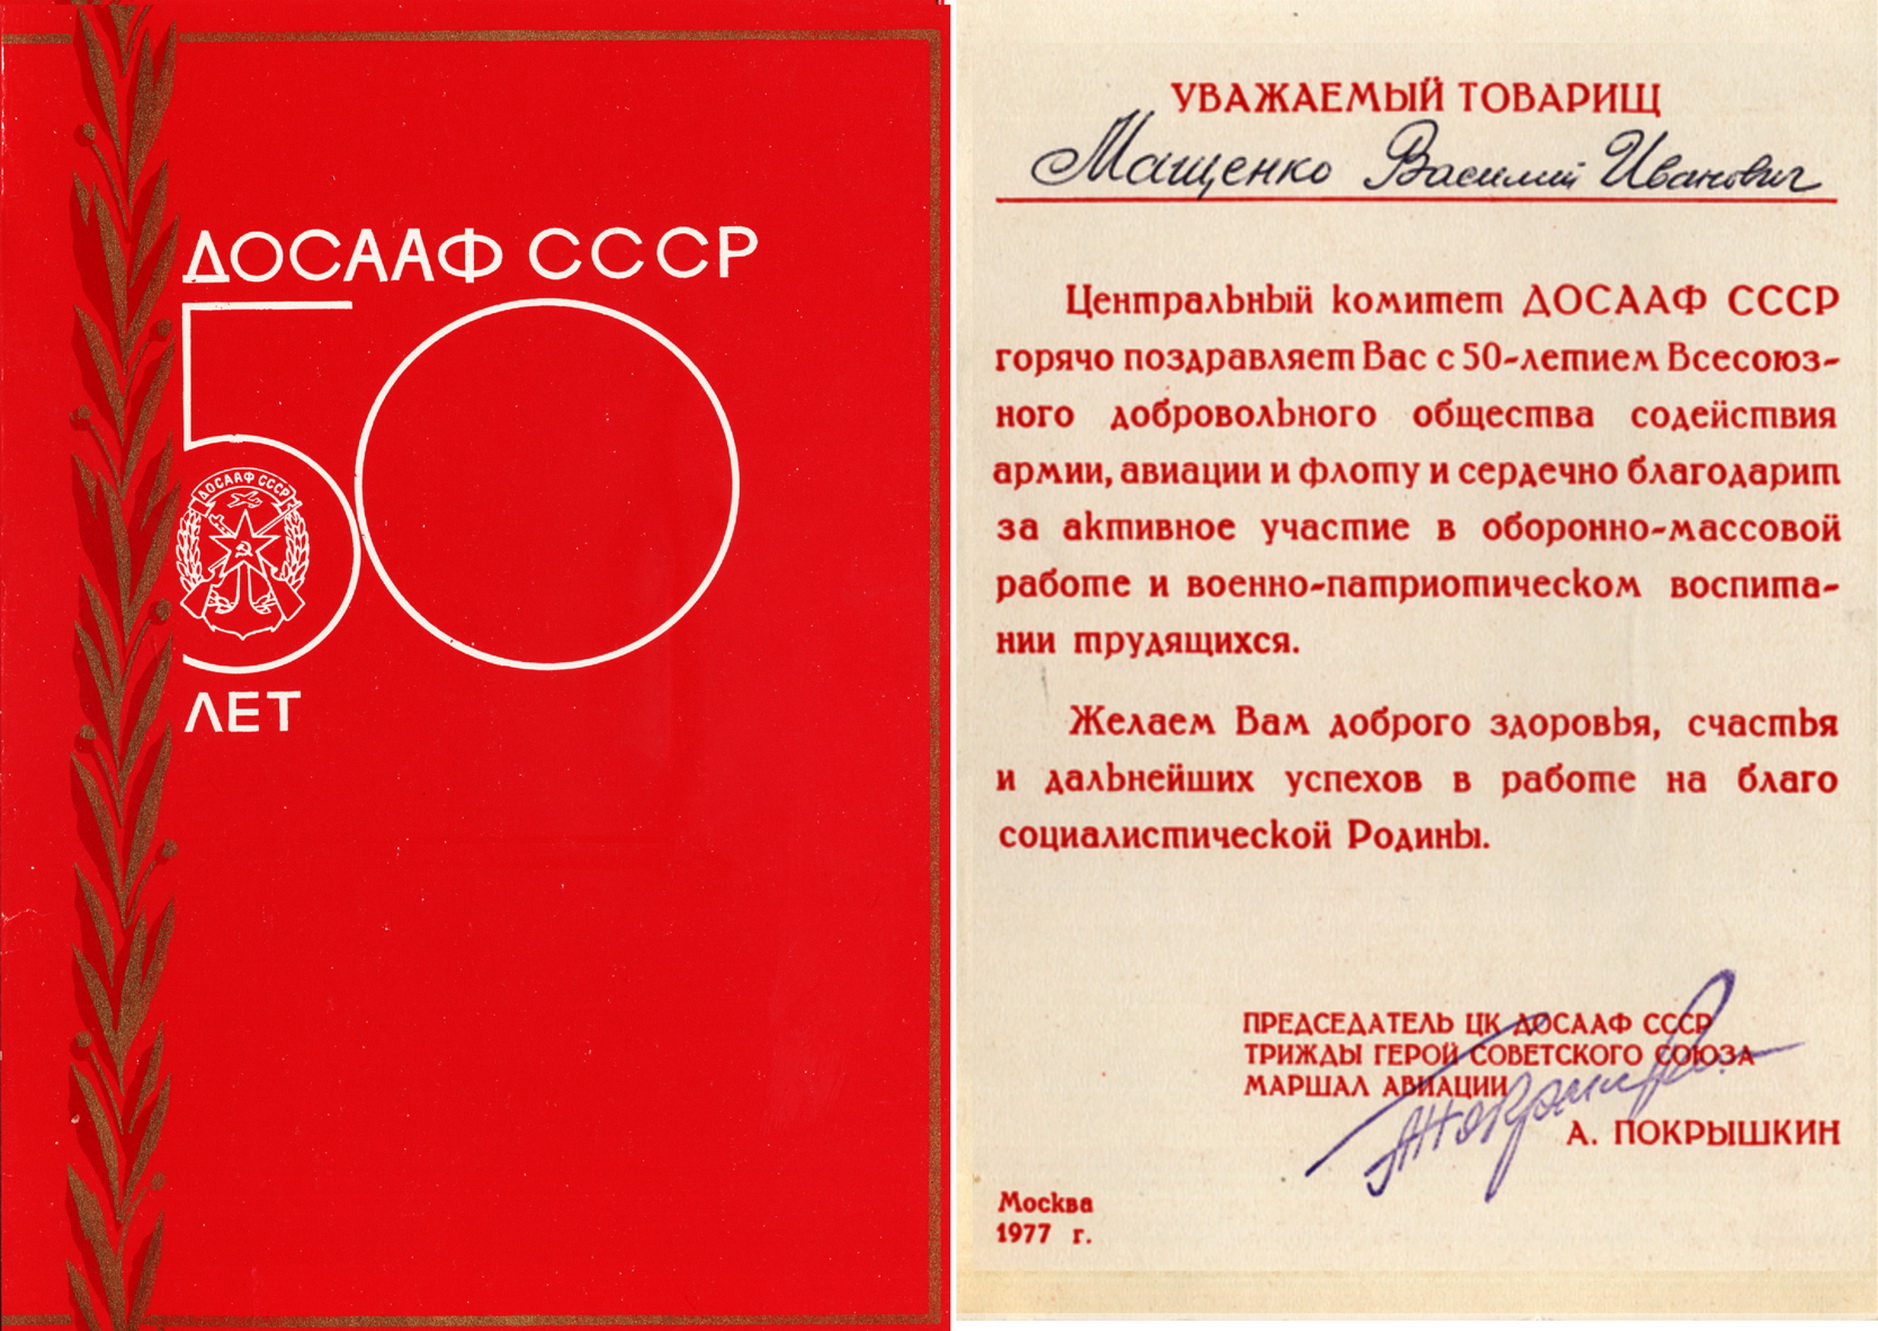 ДОСААФ СССР
50
ДОСААФ СССР
ЛЕТ
УВАЖАЕМЫЙ ТОВАРИЩ
Мащенко Василий Иванович
Центральный комитет ДОСААФ СССР
горячо поздравляет Вас с 50-летием Всесоюз-
ного добровольного общества содействия
армии, авиации и флоту и сердечно благодарит
за активное участие в оборонно-массовой
работе и военно-патриотическом воспита-
нии трудящихся.
Желаем Вам доброго здоровья, счастья
и дальнейших успехов в работе на благо
социалистической Родины.
ПРЕДСЕДАТЕЛЬ ЦК ДОСААФ СССР
ТРИЖДЫ ГЕРОЙ СОВЕТСКОГО СОЮЗА
МАРШАЛ АВИАЦИИ
А. ПОКРЫШКИН
Москва
1977 г.